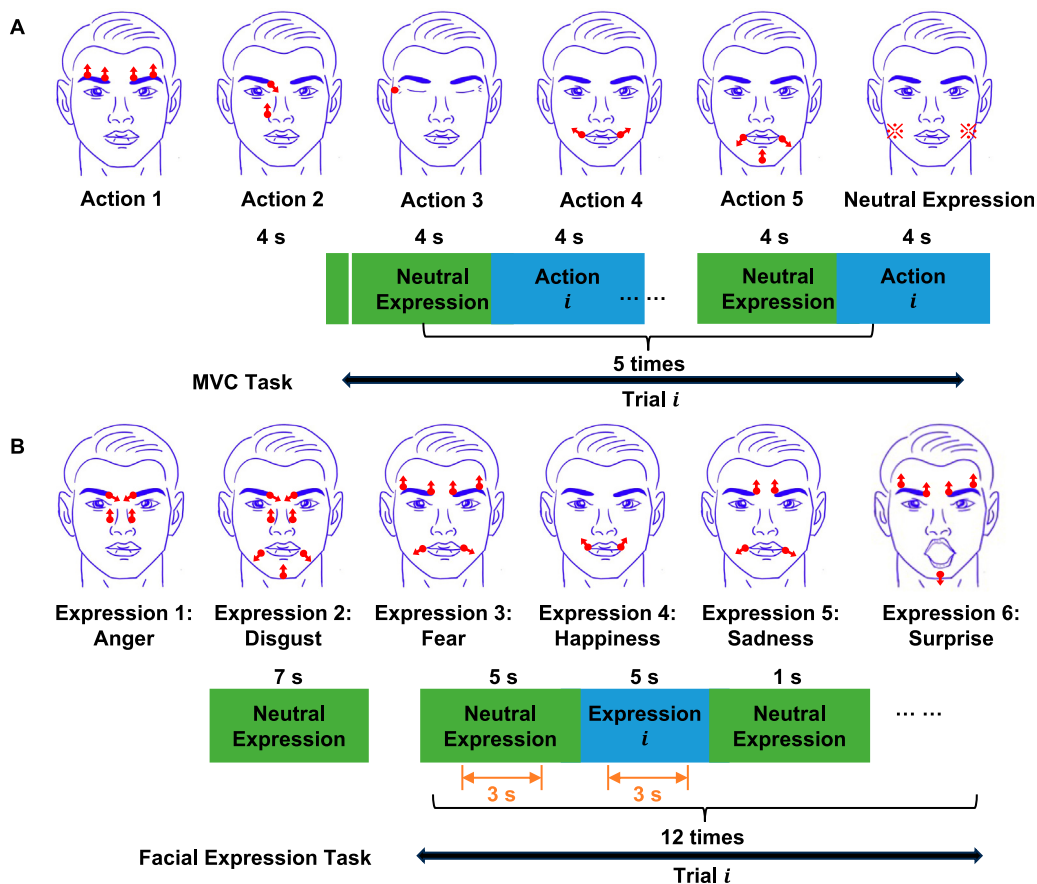 A
Action 1 Action 2 Action 3 Action 4 Action 5 Neutral Expression
4 s 4 s 4 s 4 s 4 s
Neutral Action Neutral Action
Expression i … … Expression i
5 times
MVC Task
Trial i
B
Expression 1: Expression 2: Expression 3: Expression 4: Expression 5: Expression 6:
Anger Disgust Fear Happiness Sadness Surprise
7 s 5 s 5 s 1 s
Neutral Neutral Expression Neutral … …
Expression Expression i Expression
3 s 3 s
12 times
Facial Expression Task
Trial i